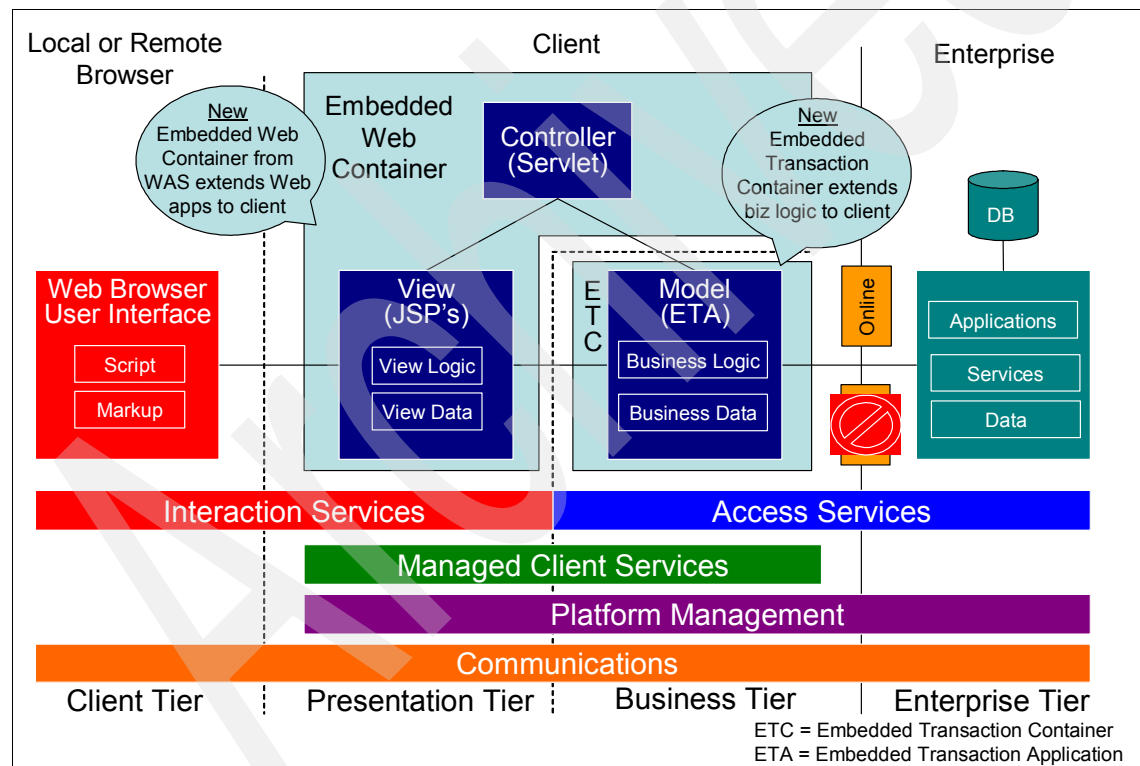 Local or Remote
Browser
Client
Enterprise
New
Embedded Web
Container from
WAS extends Web
apps to client
Embedded
Web
Container
Controller
(Servlet)
New
Embedded
Transaction
Container extends
biz logic to client
DB
Web Browser
User Interface
Script
Markup
View
(JSP's)
View Logic
View Data
E
T
C
Model
(ETA)
Business Logic
Business Data
Online
Applications
Services
Data
Interaction Services
Access Services
Managed Client Services
Platform Management
Communications
Client Tier
Presentation Tier
Business Tier
Enterprise Tier
ETC = Embedded Transaction Container
ETA = Embedded Transaction Application